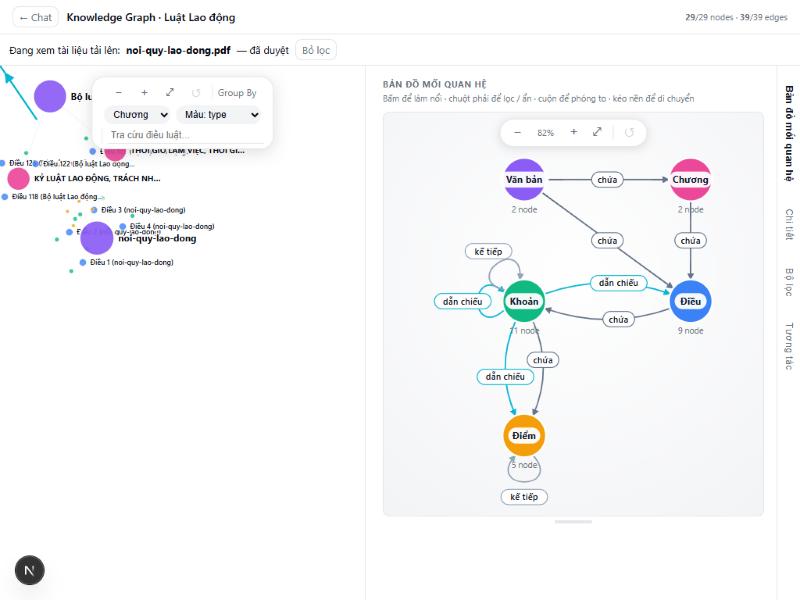 ← Chat
Knowledge Graph · Luật Lao động
29/29 nodes · 39/39 edges
Đang xem tài liệu tải lên: noi-quy-lao-dong.pdf — đã duyệt
Bỏ lọc
Bộ lu
− + Group By
Chương
Màu: type
Tra cứu điều luật...
Điều 122 (Bộ luật Lao động...
KỶ LUẬT LAO ĐỘNG, TRÁCH NH...
Điều 118 (Bộ luật Lao động...
Điều 3 (noi-quy-lao-dong)
Điều 4 (noi-quy-lao-dong)
noi-quy-lao-dong
Điều 1 (noi-quy-lao-dong)
BẢN ĐỒ MỐI QUAN HỆ
Bấm để làm nổi · chuột phải để lọc / ẩn · cuộn để phóng to · kéo nền để di chuyển
− 82% +
Văn bản
2 node
chứa
Chương
2 node
chứa
chứa
kế tiếp
dẫn chiếu
Khoản
11 node
dẫn chiếu
chứa
Điều
9 node
chứa
dẫn chiếu
Điểm
5 node
kế tiếp
Bản đồ mối quan hệ
Chi tiết
Bộ lọc
Tương tác
N